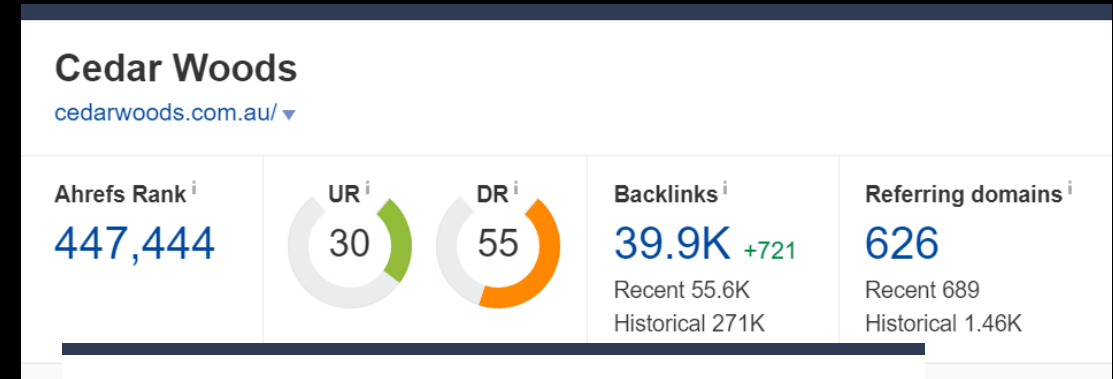 Cedar Woods
cedarwoods.com.au/
Ahrefs Rank i
447,444
UR i
30
DR i
55
Backlinks i
39.9K +721
Recent 55.6K
Historical 271K
Referring domains i
626
Recent 689
Historical 1.46K